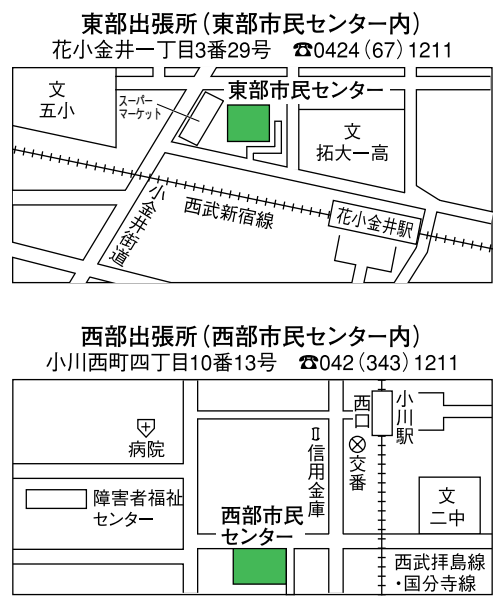 東部出張所（東部市民センター内）
花小金井一丁目3番29号　☎0424（67）1211
文
五小
スーパー
マーケット
東部市民センター
文
拓大一高
小金井街道
西武新宿線
花小金井駅
西部出張所（西部市民センター内）
小川西町四丁目10番13号　☎042（343）1211
病院
障害者福祉
センター
信用金庫
西口
交番
小川駅
文
二中
西部市民
センター
西武拝島線
・国分寺線